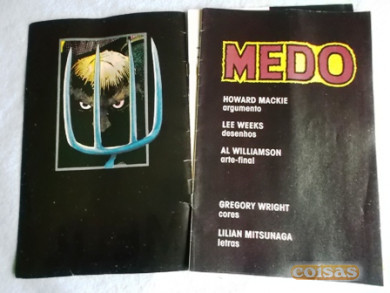 MEDO
HOWARD MACKIE
argumento
LEE WEEKS
desenhos
AL WILLIAMSON
arte-final
GREGORY WRIGHT
cores
LILIAN MITSUNAGA
letras
coisas